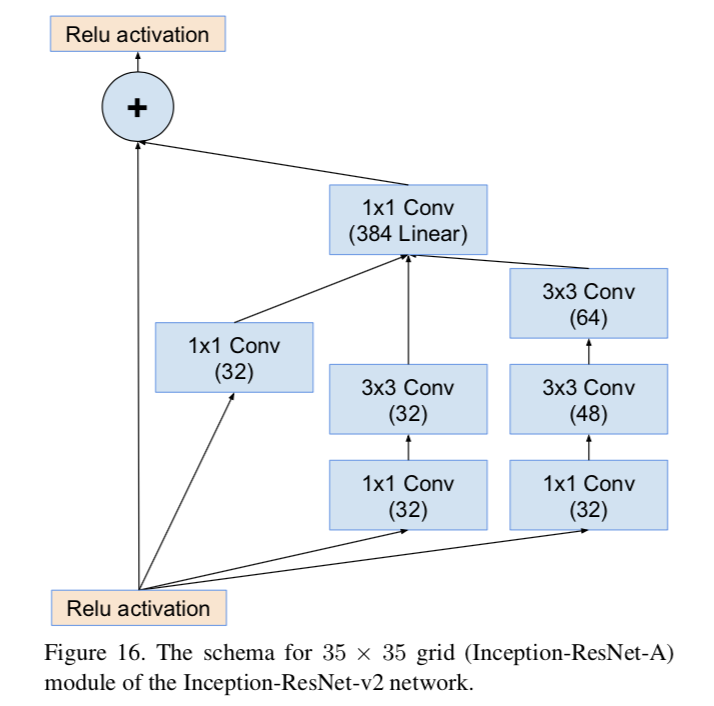 Relu activation
+
1x1 Conv
(384 Linear)
3x3 Conv
(64)
1x1 Conv
(32)
3x3 Conv
(32)
3x3 Conv
(48)
1x1 Conv
(32)
1x1 Conv
(32)
Relu activation
Figure 16. The schema for 35 × 35 grid (Inception-ResNet-A)
module of the Inception-ResNet-v2 network.